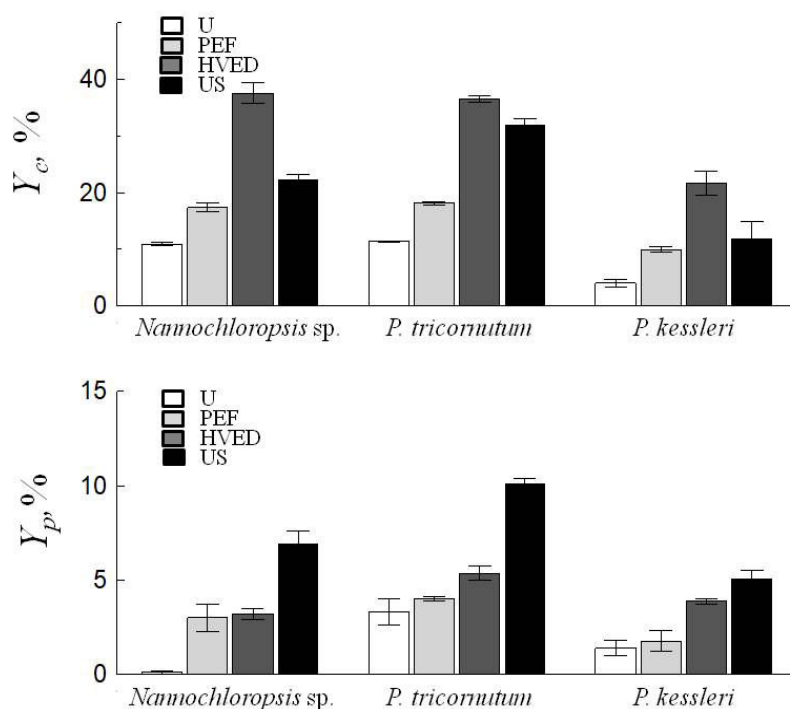 U
PEF
HVED
US
40
20
0
Yc, %
Nannochloropsis sp.
P. tricornutum
P. kessleri
U
PEF
HVED
US
15
10
5
0
Yp,%
Nannochloropsis sp.
P. tricornutum
P. kessleri